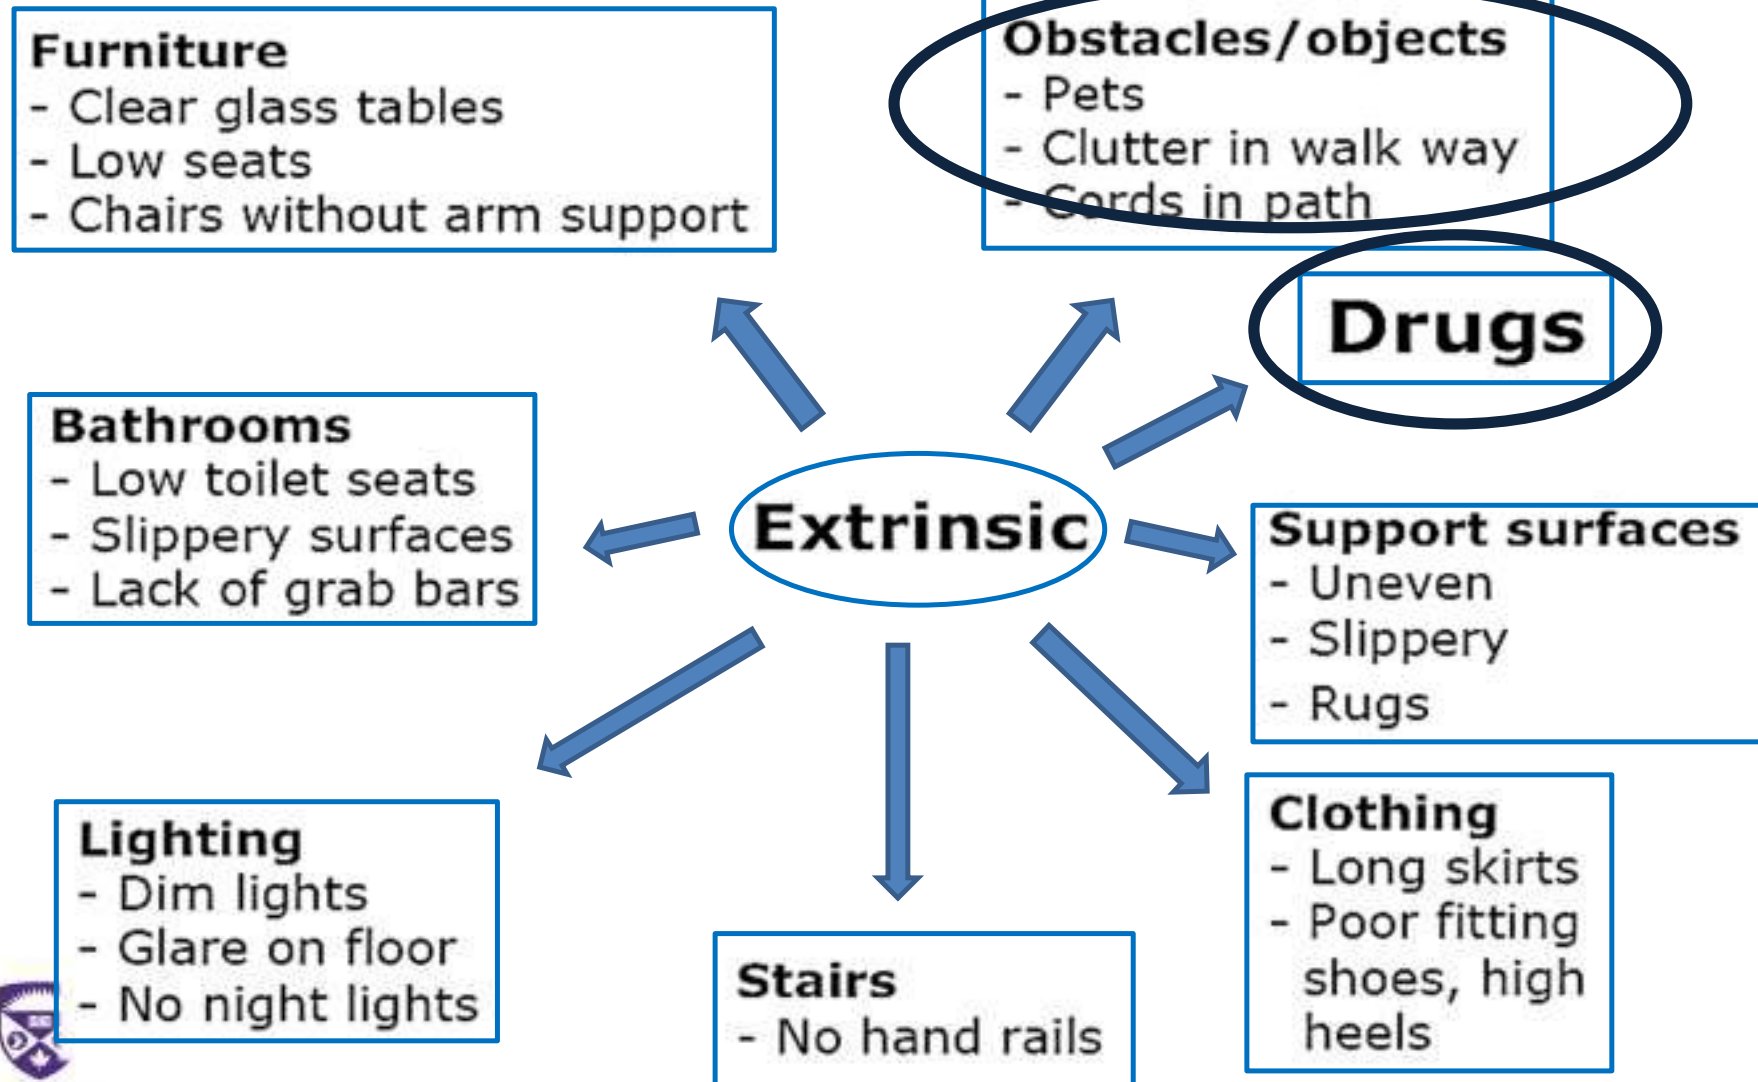 Furniture
- Clear glass tables
- Low seats
- Chairs without arm support
Obstacles/objects
- Pets
- Clutter in walk way
- Cords in path
Drugs
Bathrooms
- Low toilet seats
- Slippery surfaces
- Lack of grab bars
Extrinsic
Support surfaces
- Uneven
- Slippery
- Rugs
Lighting
- Dim lights
- Glare on floor
- No night lights
Stairs
- No hand rails
Clothing
- Long skirts
- Poor fitting
shoes, high
heels